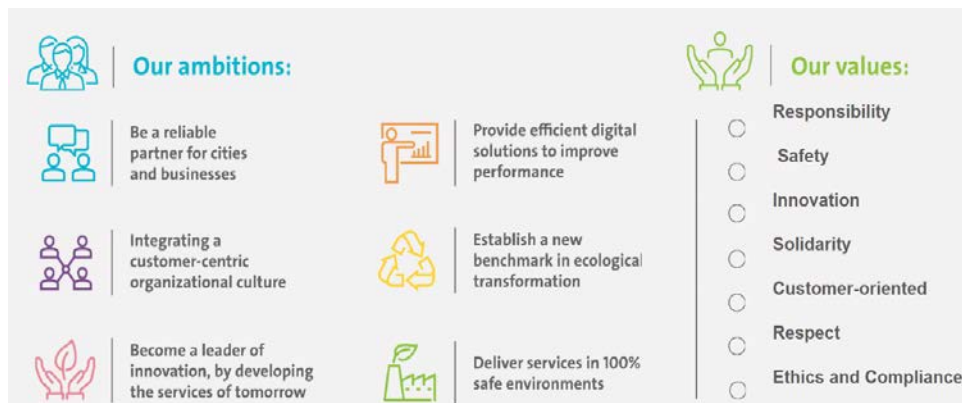 Our ambitions:
Be a reliable
partner for cities
and businesses
Integrating a
customer-centric
organizational culture
Become a leader of
innovation, by developing
the services of tomorrow
Provide efficient digital
solutions to improve
performance
Establish a new
benchmark in ecological
transformation
Deliver services in 100%
safe environments
Our values:
Responsibility
Safety
Innovation
Solidarity
Customer-oriented
Respect
Ethics and Compliance